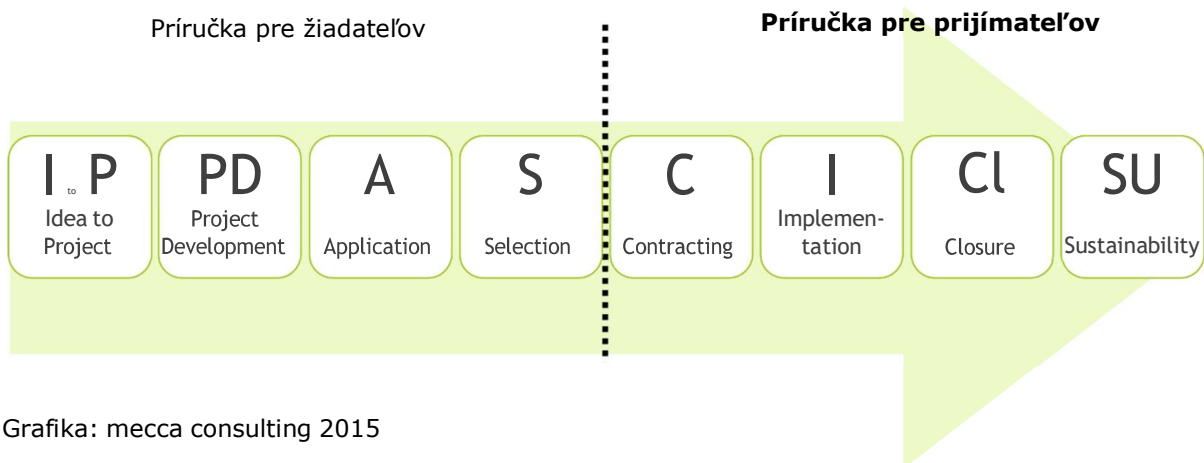 Príručka pre žiadateľov
Príručka pre prijímateľov
I to P
Idea to
Project
PD
Project
Development
A
Application
S
Selection
C
Contracting
I
Implemen-
tation
Cl
Closure
SU
Sustainability
Grafika: mecca consulting 2015